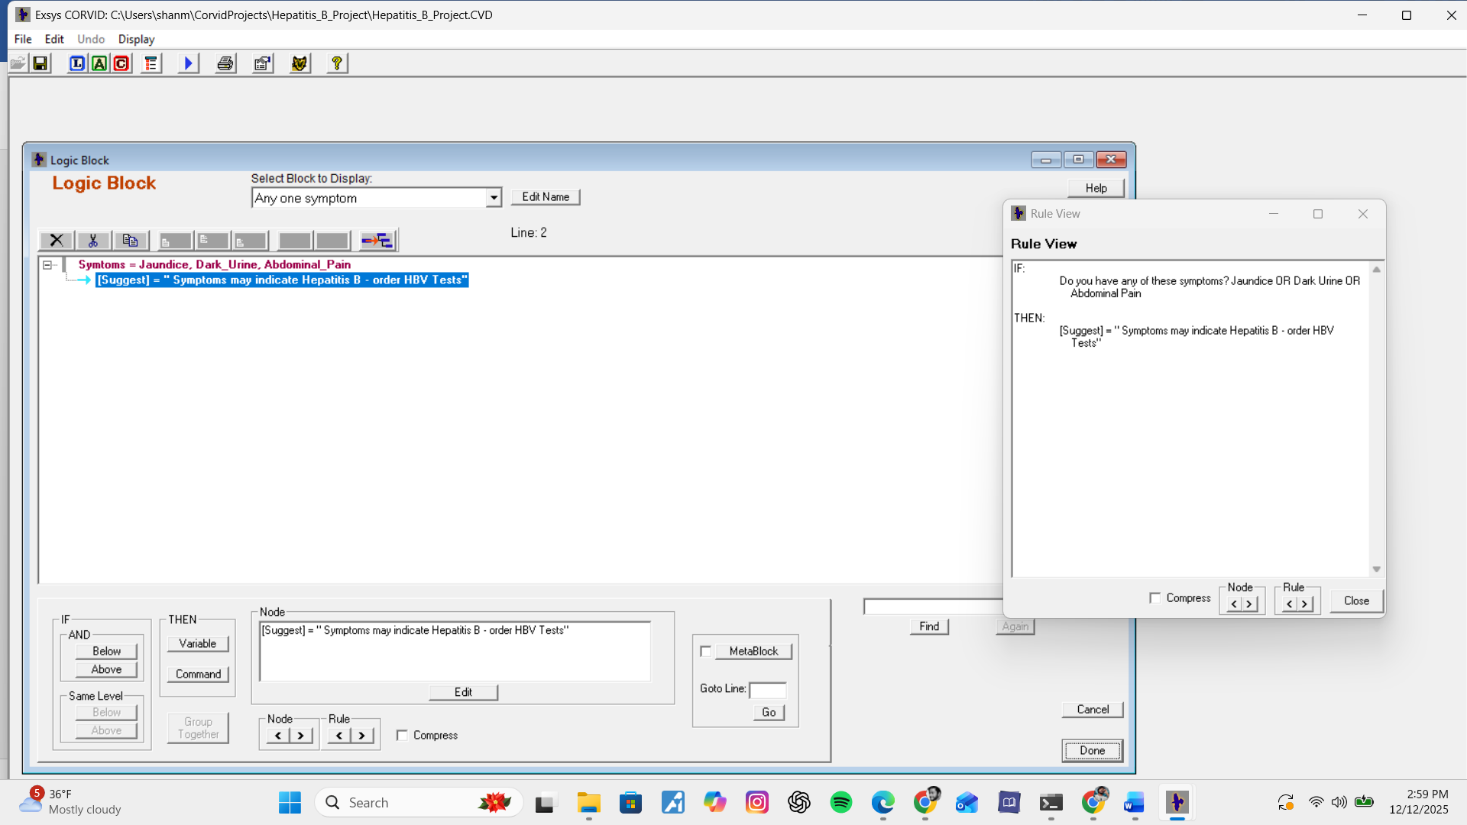 Exsys CORVID: C:\Users\shanm\CorvidProjects\Hepatitis_B_Project\Hepatitis_B_Project.CVD
File Edit Undo Display
L A C
Logic Block
Logic Block
Select Block to Display:
Any one symptom
Edit Name
Help
Line: 2
Symtoms = Jaundice, Dark_Urine, Abdominal_Pain
[Suggest] = " Symptoms may indicate Hepatitis B - order HBV Tests"
Rule View
Rule View
IF:
Do you have any of these symptoms? Jaundice OR Dark Urine OR
Abdominal Pain
THEN:
[Suggest] = " Symptoms may indicate Hepatitis B - order HBV
Tests"
Compress
Node
< >
Rule
< >
Close
IF
AND
Below
Above
Same Level
Below
Above
THEN
Variable
Command
Group
Together
Node
[Suggest] = " Symptoms may indicate Hepatitis B - order HBV Tests"
Edit
Node
< >
Rule
< >
Compress
MetaBlock
Goto Line:
Go
Find
Again
Cancel
Done
5
36°F
Mostly cloudy
Search
2:59 PM
12/12/2025